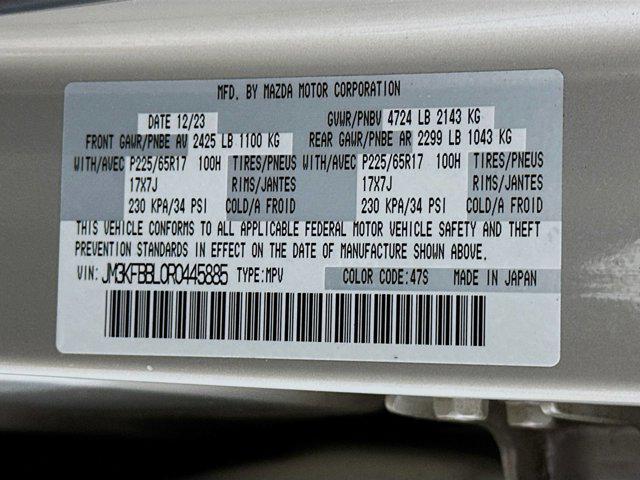 MFD. BY MAZDA MOTOR CORPORATION
DATE 12/23 GVWR/PNBV 4724 LB 2143 KG
FRONT GAWR/PNBE AV 2425 LB 1100 KG REAR GAWR/PNBE AR 2299 LB 1043 KG
WITH/AVEC P225/65R17 100H TIRES/PNEUS WITH/AVEC P225/65R17 100H TIRES/PNEUS
17X7J RIMS/JANTES 17X7J RIMS/JANTES
230 KPA/34 PSI COLD/A FROID 230 KPA/34 PSI COLD/A FROID
THIS VEHICLE CONFORMS TO ALL APPLICABLE FEDERAL MOTOR VEHICLE SAFETY AND THEFT
PREVENTION STANDARDS IN EFFECT ON THE DATE OF MANUFACTURE SHOWN ABOVE.
VIN: JM3KFBBL0R0445885 TYPE:MPV COLOR CODE:47S MADE IN JAPAN